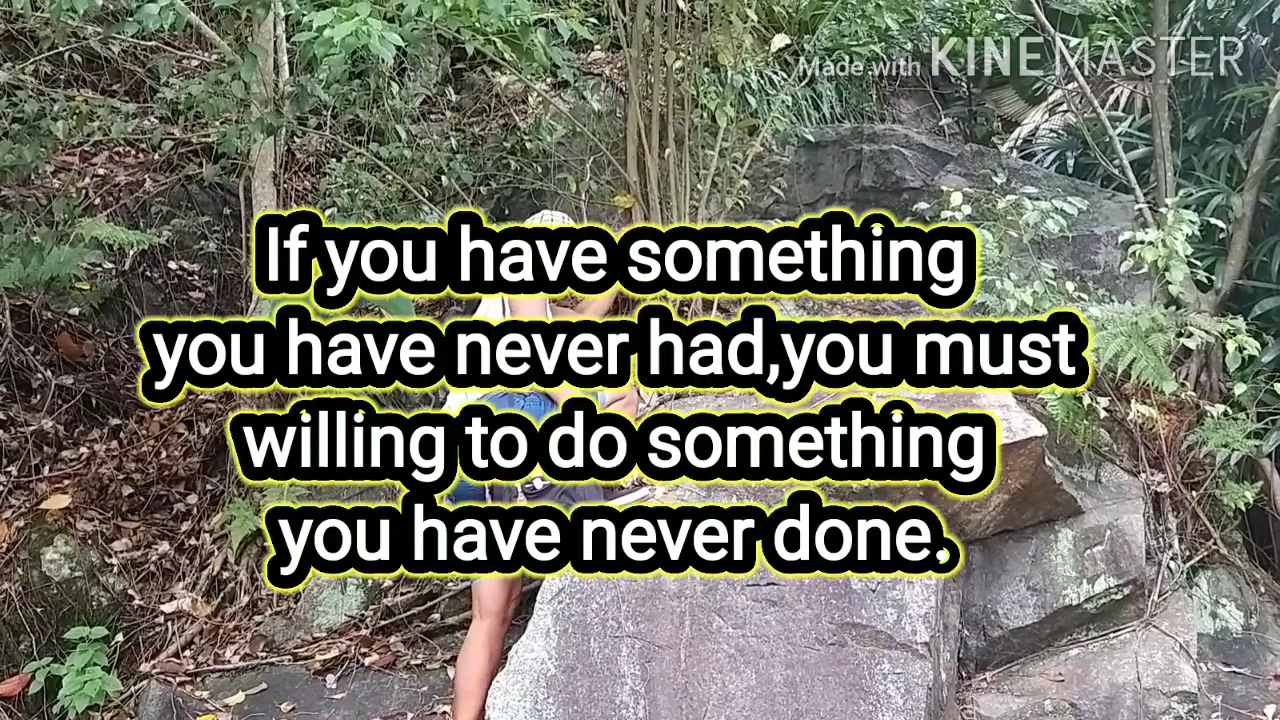 Made with KINEMASTER
If you have something
you have never had,you must
willing to do something
you have never done.